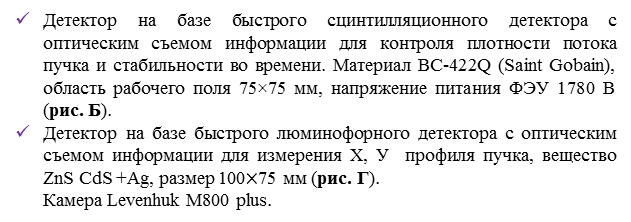 ✓ Детектор на базе быстрого сцинтилляционного детектора с
оптическим съемом информации для контроля плотности потока
пучка и стабильности во времени. Материал BC-422Q (Saint Gobain),
область рабочего поля 75×75 мм, напряжение питания ФЭУ 1780 В
(рис. Б).
✓ Детектор на базе быстрого люминофорного детектора с оптическим
съемом информации для измерения Х, У профиля пучка, вещество
ZnS CdS +Ag, размер 100×75 мм (рис. Г).
Камера Levenhuk M800 plus.